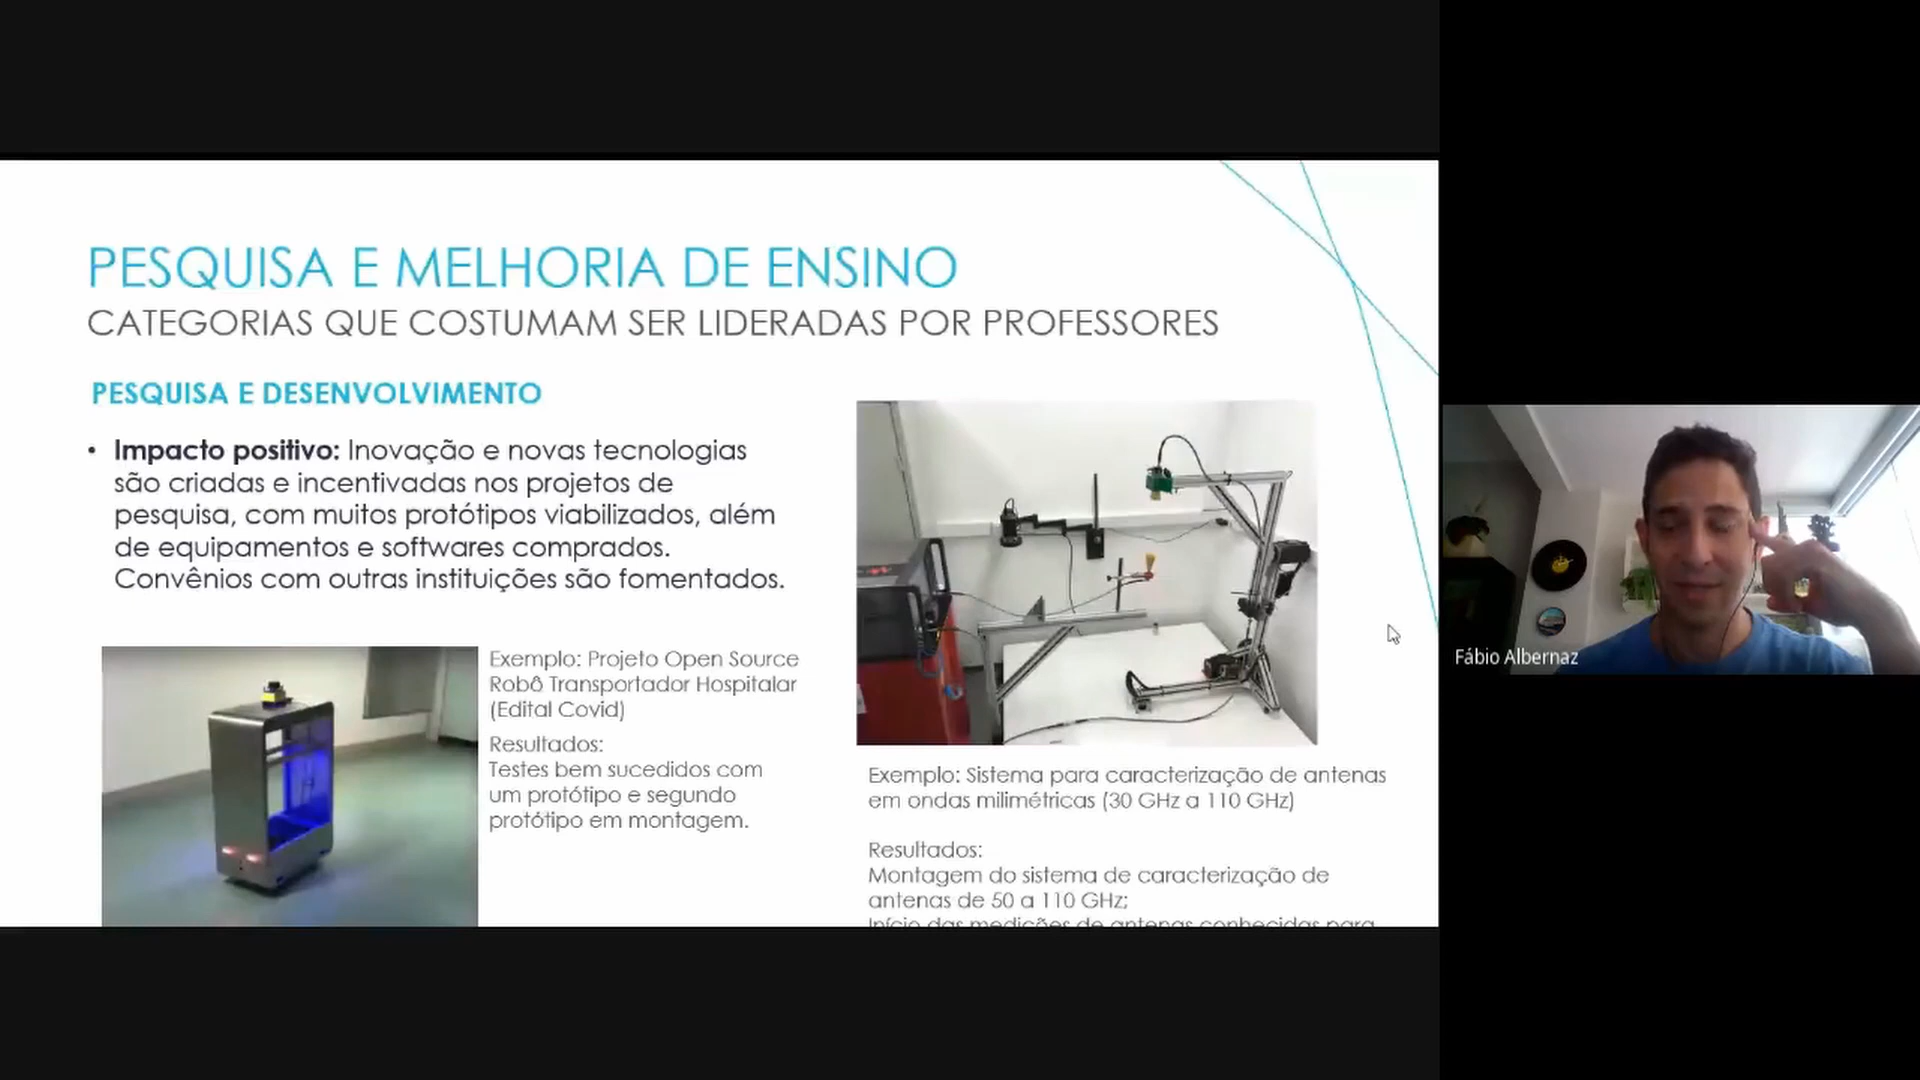 PESQUISA E MELHORIA DE ENSINO
CATEGORIAS QUE COSTUMAM SER LIDERADAS POR PROFESSORES
PESQUISA E DESENVOLVIMENTO
• Impacto positivo: Inovação e novas tecnologias
são criadas e incentivadas nos projetos de
pesquisa, com muitos protótipos viabilizados, além
de equipamentos e softwares comprados.
Convênios com outras instituições são fomentados.
Exemplo: Projeto Open Source
Robô Transportador Hospitalar
(Edital Covid)
Resultados:
Testes bem sucedidos com
um protótipo e segundo
protótipo em montagem.
Exemplo: Sistema para caracterização de antenas
em ondas milimétricas (30 GHz a 110 GHz)
Resultados:
Montagem do sistema de caracterização de
antenas de 50 a 110 GHz;
Início das medições de antenas conhecidas para
Fábio Albernaz